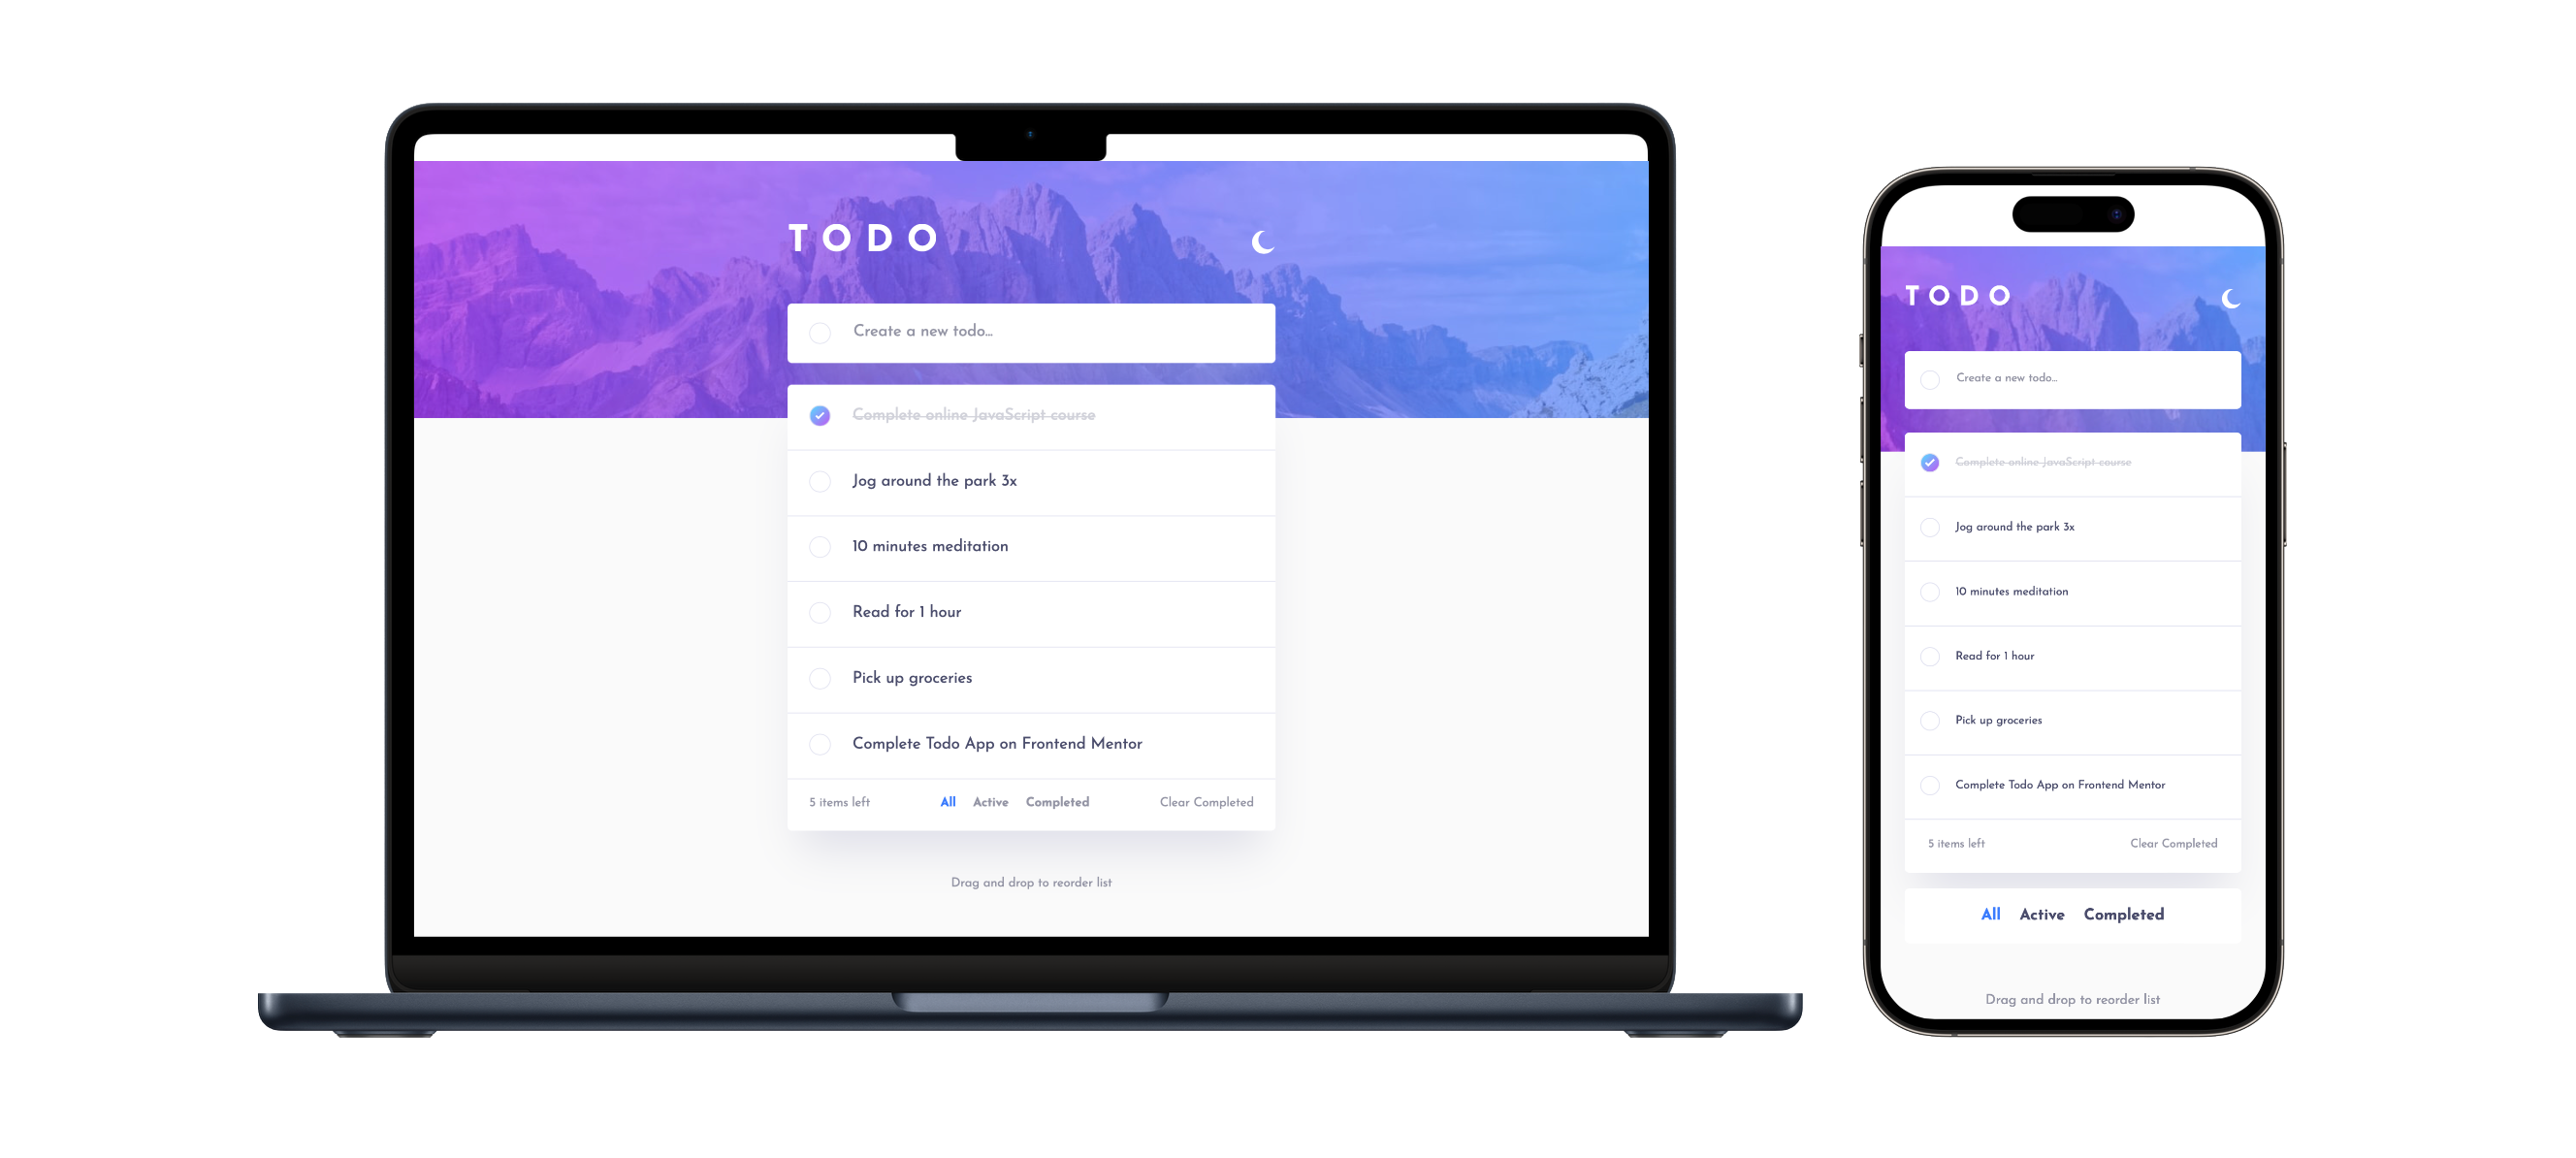 TODO
Create a new todo...
Complete online JavaScript course
Jog around the park 3x
10 minutes meditation
Read for 1 hour
Pick up groceries
Complete Todo App on Frontend Mentor
5 items left All Active Completed Clear Completed
Drag and drop to reorder list
TODO
Create a new todo...
Complete online JavaScript course
Jog around the park 3x
10 minutes meditation
Read for 1 hour
Pick up groceries
Complete Todo App on Frontend Mentor
5 items left Clear Completed
All Active Completed
Drag and drop to reorder list